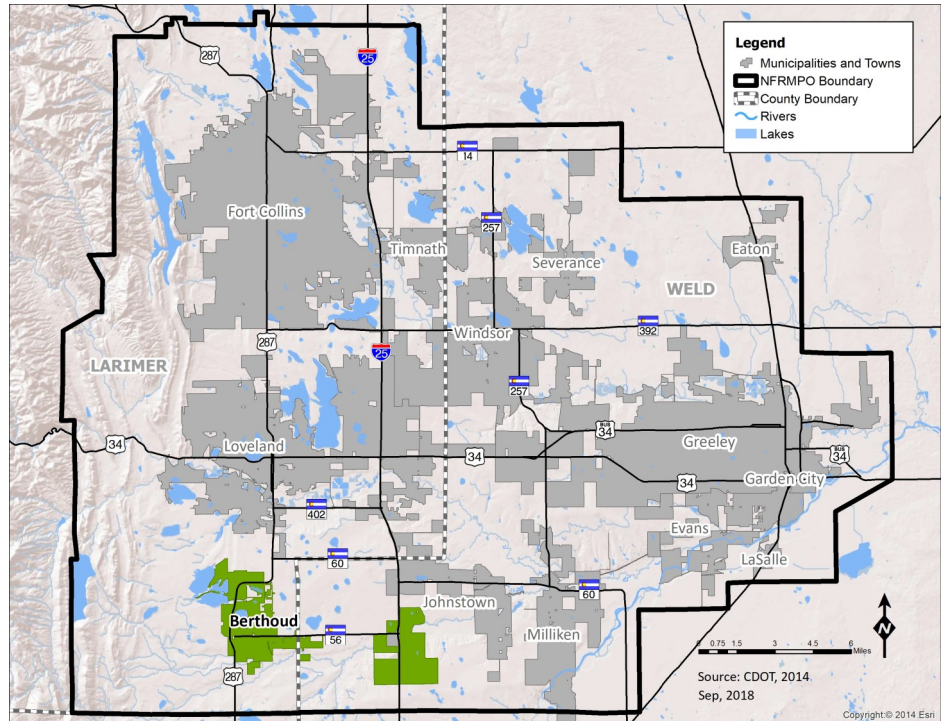 287
25
Legend
Municipalities and Towns
NFRMPO Boundary
County Boundary
Rivers
Lakes
14
Fort Collins
257
Timnath
Severance
Eaton
WELD
287
Windsor
392
LARIMER
25
257
34
Loveland
34
BUS
34
Greeley
BUS
34
34
Garden City
402
Evans
60
LaSalle
Johnstown
60
Berthoud
56
Milliken
N
0 0.75 1.5 3 4.5 6
Miles
287
Source: CDOT, 2014
Sep, 2018
Copyright:© 2014 Esri